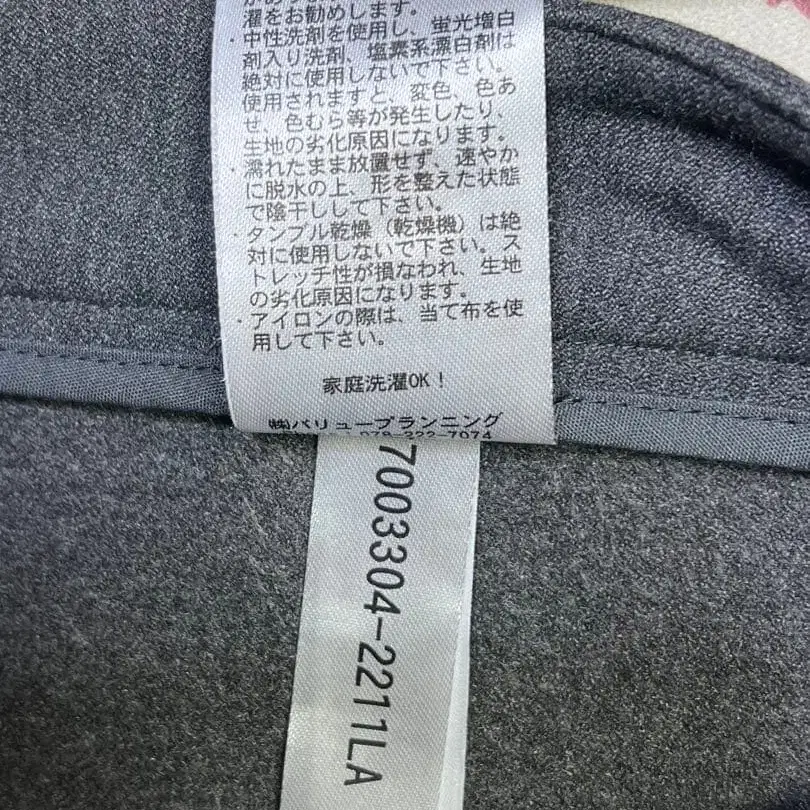 濯をお勧めします。
・中性洗剤を使用し、蛍光増白
剤入り洗剤、塩素系漂白剤は
絶対に使用しないで下さい。
使用されますと、変色、色あ
せ、色むら等が発生したり、
生地の劣化原因になります。
・濡れたまま放置せず、速やか
に脱水の上、形を整えた状態
で陰干しして下さい。
・タンブル乾燥（乾燥機）は絶
対に使用しないで下さい。ス
トレッチ性が損なわれ、生地
の劣化原因になります。
・アイロンの際は、当て布を使
用して下さい。
家庭洗濯OK！
㈱バリュープランニング
078-322-7074
7003304-2211LA